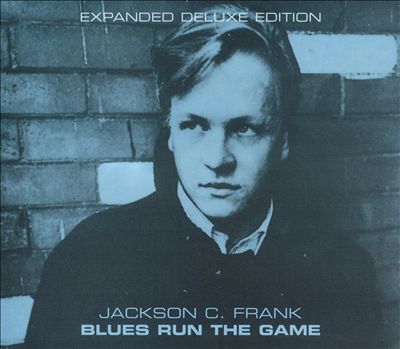 EXPANDED DELUXE EDITION
JACKSON C. FRANK
BLUES RUN THE GAME